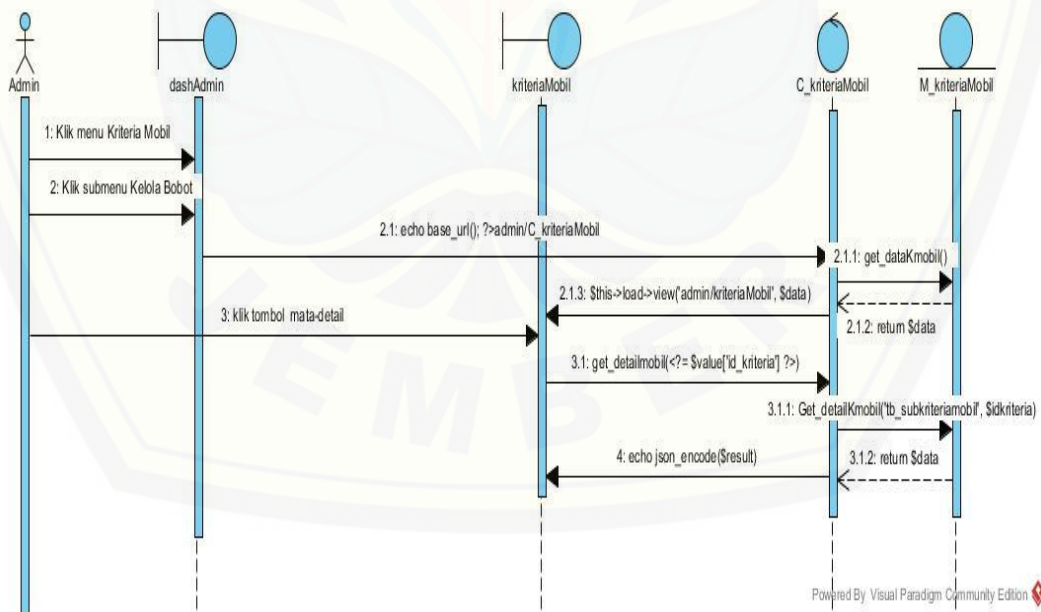 Admin
dashAdmin
kriteriaMobil
C_kriteriaMobil
M_kriteriaMobil
1: Klik menu Kriteria Mobil
2: Klik submenu Kelola Bobot
2.1: echo base_url(); ?>admin/C_kriteriaMobil
2.1.1: get_dataKmobil()
2.1.3: $this->load->view('admin/kriteriaMobil', $data)
2.1.2: return $data
3: klik tombol mata-detail
3.1: get_detailmobil(<?= $value['id_kriteria'] ?>)
3.1.1: Get_detailKmobil('tb_subkriteriamobil', $idkriteria)
4: echo json_encode($result)
3.1.2: return $data
JEMBER
Powered By Visual Paradigm Community Edition